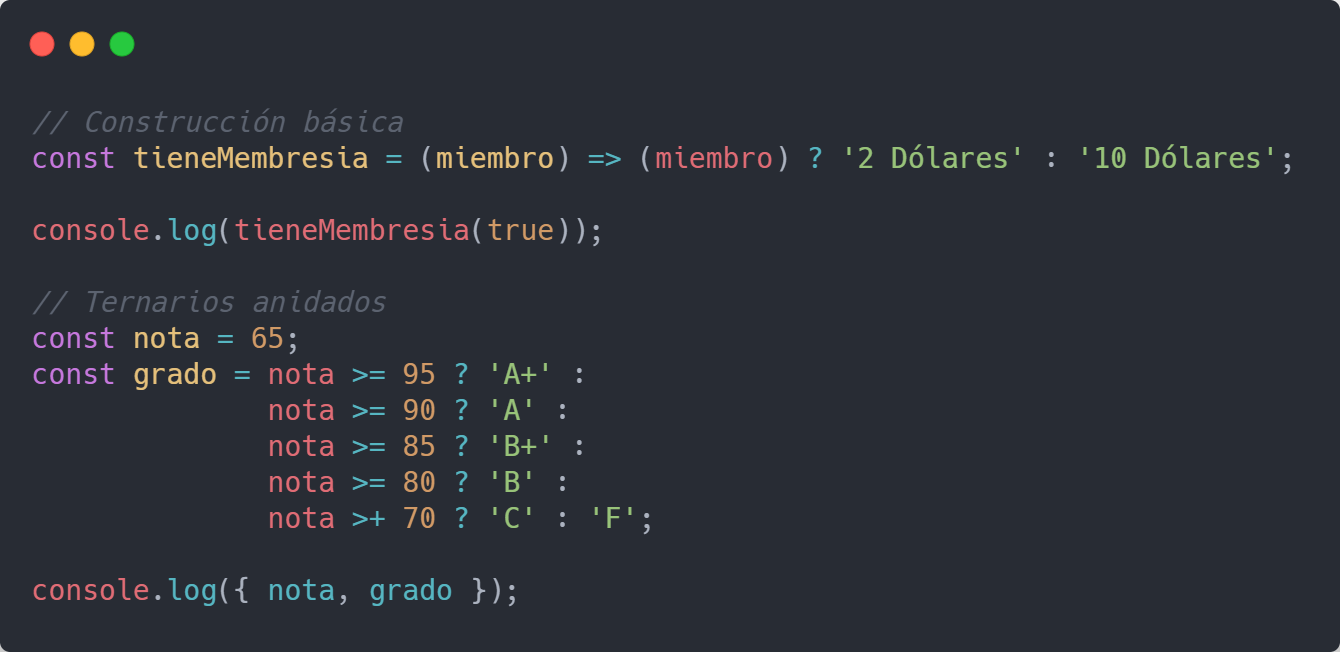 // Construcción básica
const tieneMembresia = (miembro) => (miembro) ? '2 Dólares' : '10 Dólares';
console.log(tieneMembresia(true));
// Ternarios anidados
const nota = 65;
const grado = nota >= 95 ? 'A+' :
nota >= 90 ? 'A' :
nota >= 85 ? 'B+' :
nota >= 80 ? 'B' :
nota >+ 70 ? 'C' : 'F';
console.log({ nota, grado });